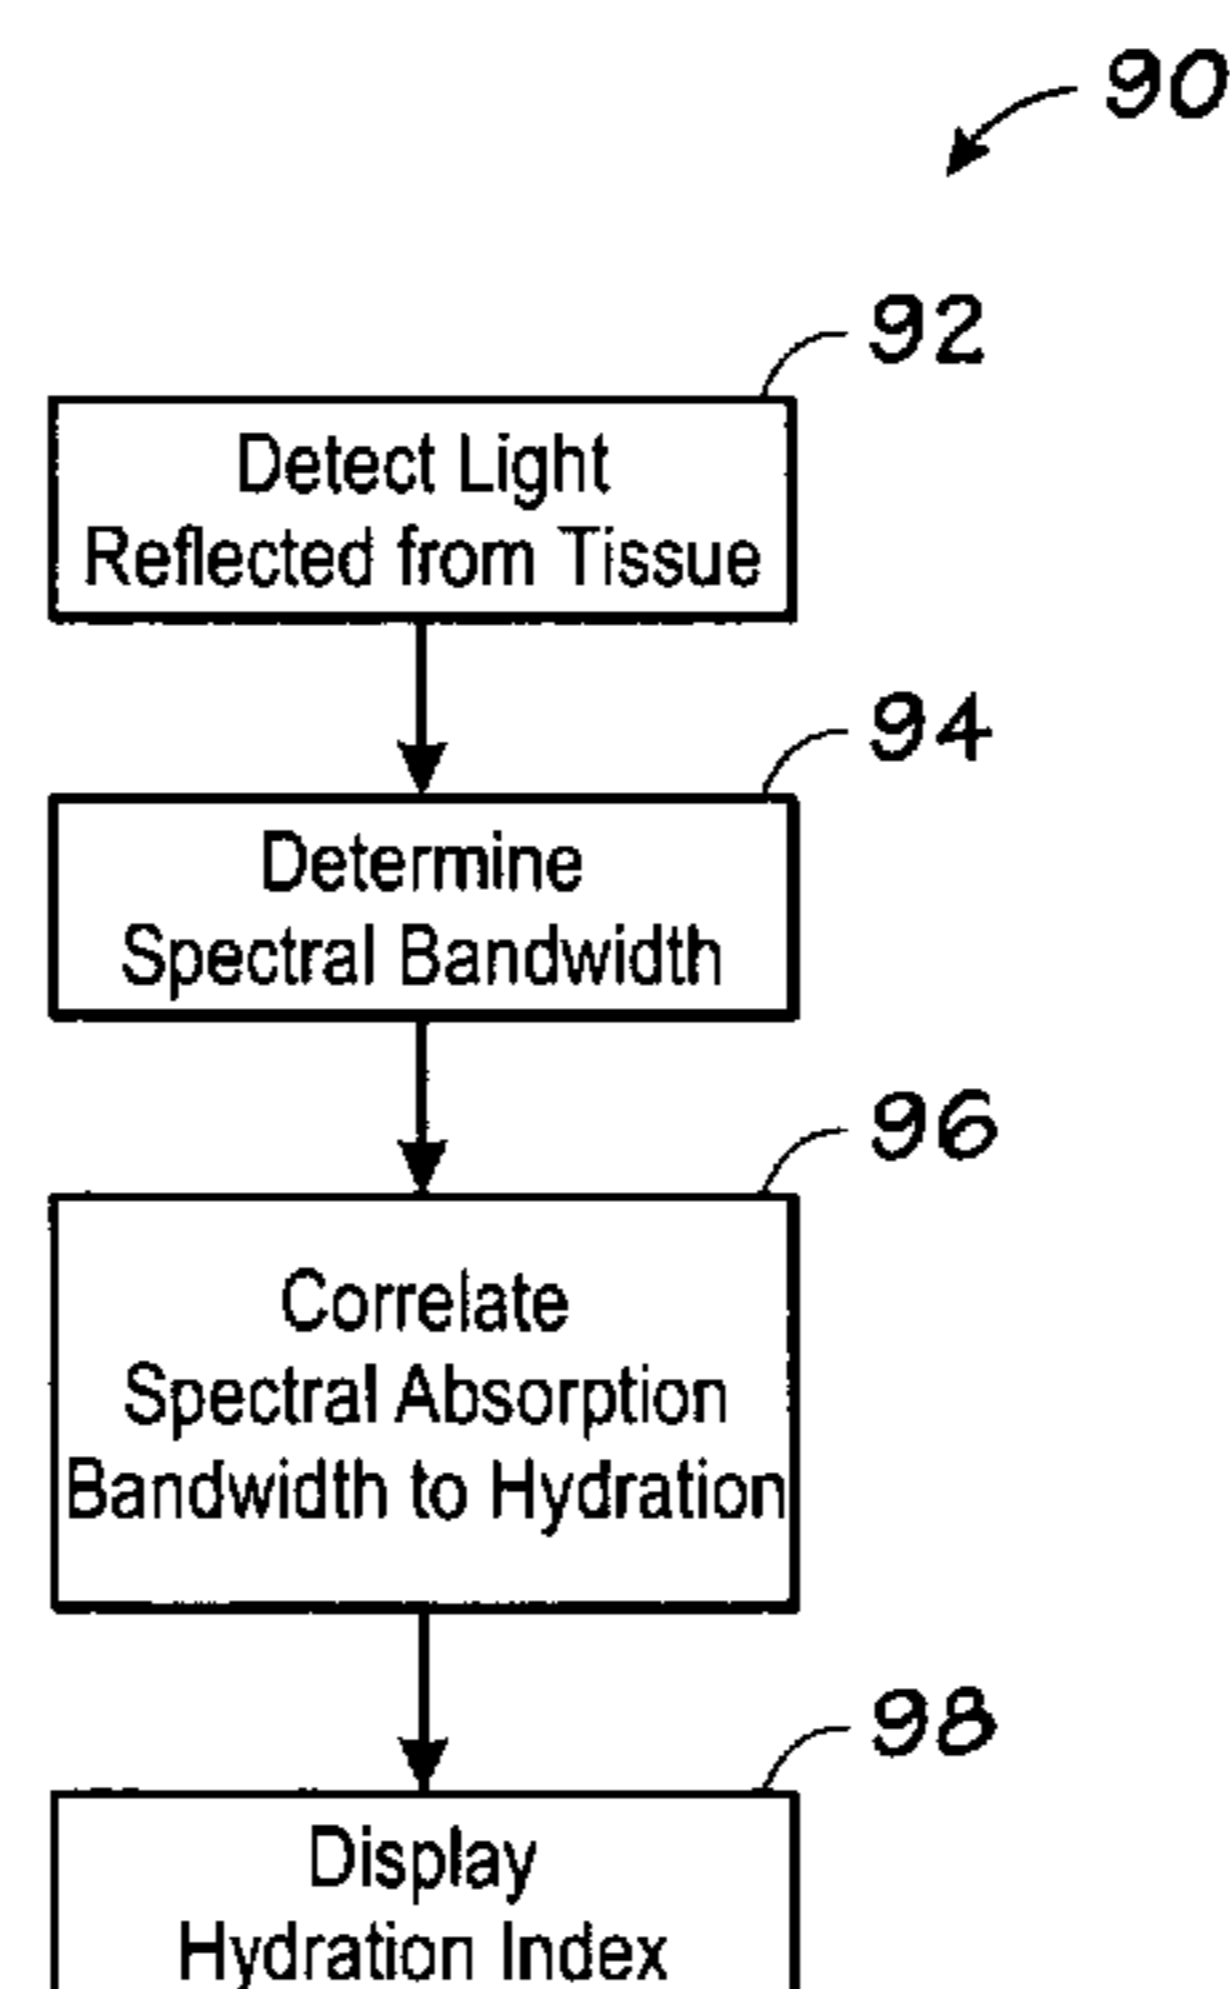 90
92
Detect Light
Reflected from Tissue
94
Determine
Spectral Bandwidth
96
Correlate
Spectral Absorption
Bandwidth to Hydration
98
Display
Hydration Index